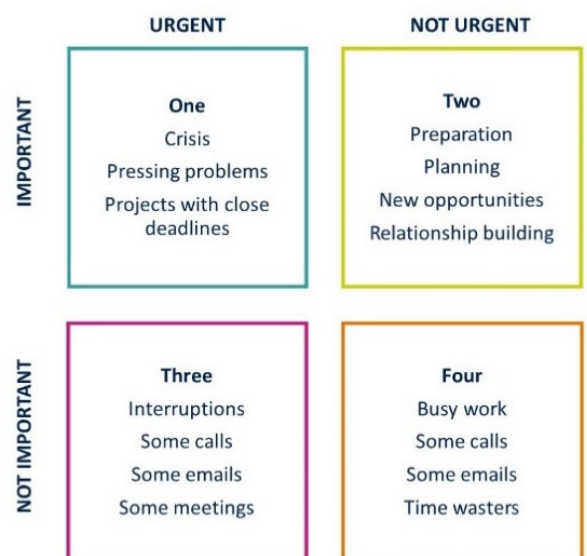 URGENT
NOT URGENT
IMPORTANT
One
Crisis
Pressing problems
Projects with close
deadlines
Two
Preparation
Planning
New opportunities
Relationship building
NOT IMPORTANT
Three
Interruptions
Some calls
Some emails
Some meetings
Four
Busy work
Some calls
Some emails
Time wasters